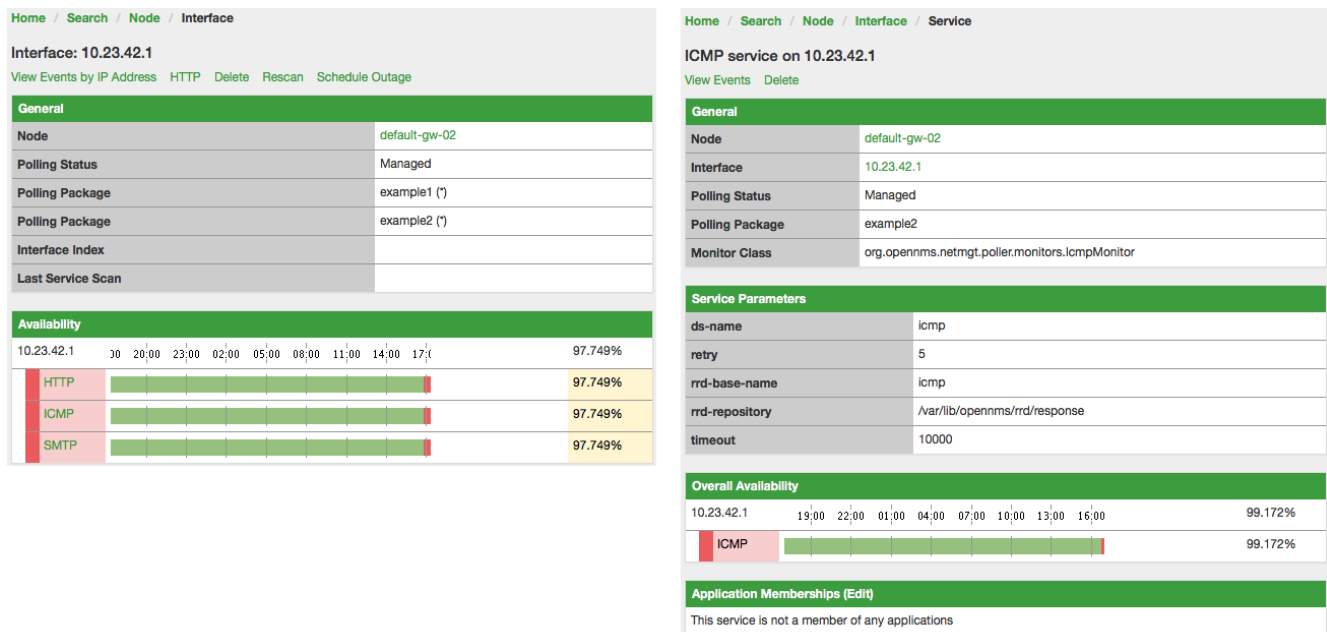 Home / Search / Node / Interface
Interface: 10.23.42.1
View Events by IP Address HTTP Delete Rescan Schedule Outage
General
Node default-gw-02
Polling Status Managed
Polling Package example1 (*)
Polling Package example2 (*)
Interface Index
Last Service Scan
Availability
10.23.42.1 20:00 23:00 02:00 05:00 08:00 11:00 14:00 97.749%
HTTP 97.749%
ICMP 97.749%
SMTP 97.749%
Home / Search / Node / Interface / Service
ICMP service on 10.23.42.1
View Events Delete
General
Node default-gw-02
Interface 10.23.42.1
Polling Status Managed
Polling Package example2
Monitor Class org.opennms.netmgt.poller.monitors.IcmpMonitor
Service Parameters
ds-name icmp
retry 5
rrd-base-name icmp
rrd-repository /var/lib/opennms/rrd/response
timeout 10000
Overall Availability
10.23.42.1 19:00 22:00 01:00 04:00 07:00 10:00 13:00 16:00 99.172%
ICMP 99.172%
Application Memberships (Edit)
This service is not a member of any applications